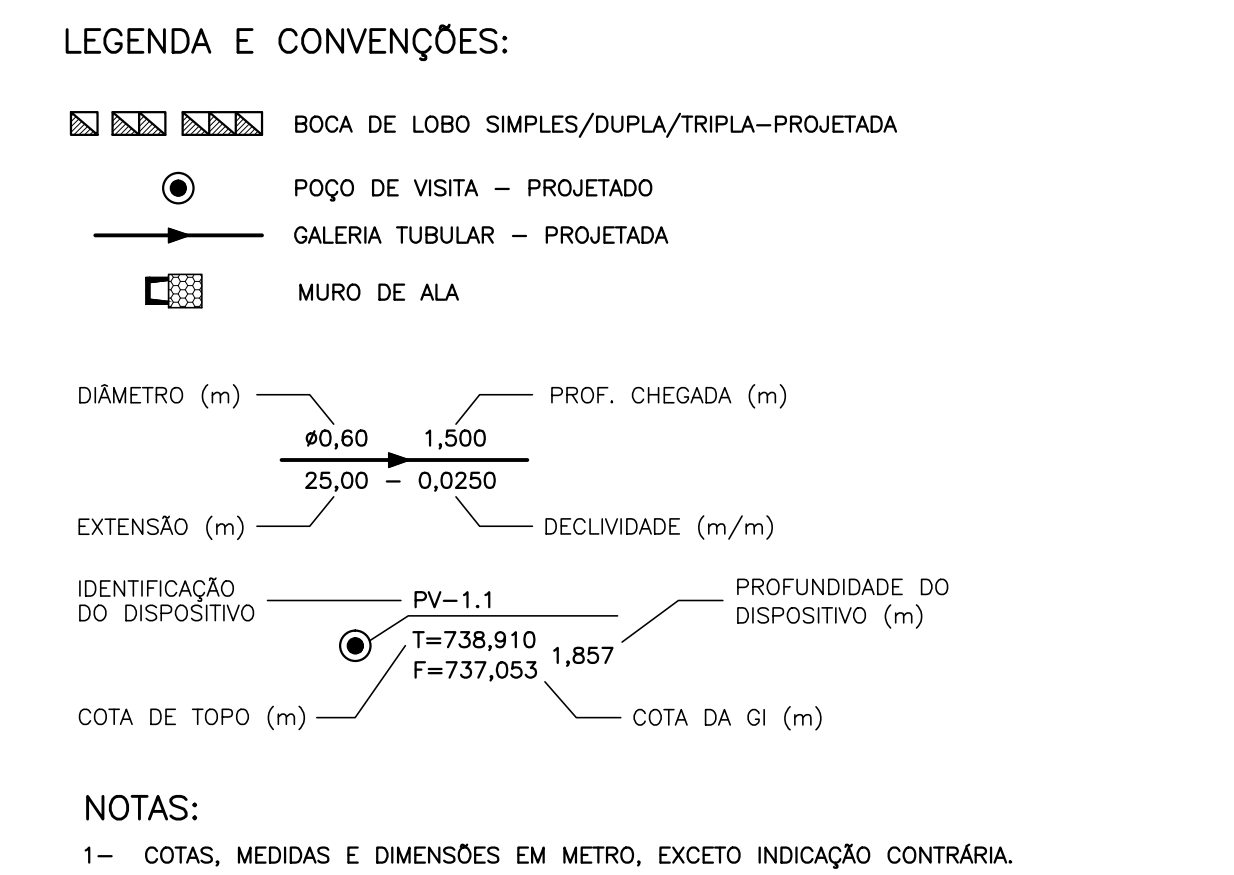 LEGENDA E CONVENÇÕES:
BOCA DE LOBO SIMPLES/DUPLA/TRIPLA-PROJETADA
POÇO DE VISITA - PROJETADO
GALERIA TUBULAR - PROJETADA
MURO DE ALA
DIÂMETRO (m)
PROF. CHEGADA (m)
ø0,60
1,500
25,00 - 0,0250
EXTENSÃO (m)
DECLIVIDADE (m/m)
IDENTIFICAÇÃO
DO DISPOSITIVO
PV-1.1
PROFUNDIDADE DO
DISPOSITIVO (m)
T=738,910
1,857
F=737,053
COTA DE TOPO (m)
COTA DA GI (m)
NOTAS:
1- COTAS, MEDIDAS E DIMENSÕES EM METRO, EXCETO INDICAÇÃO CONTRÁRIA.